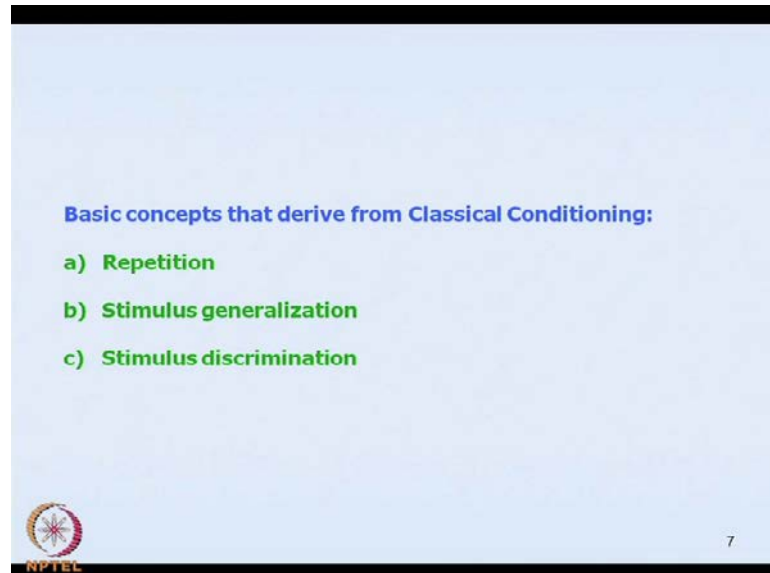 Basic concepts that derive from Classical Conditioning:
a) Repetition
b) Stimulus generalization
c) Stimulus discrimination
NPTEL
7